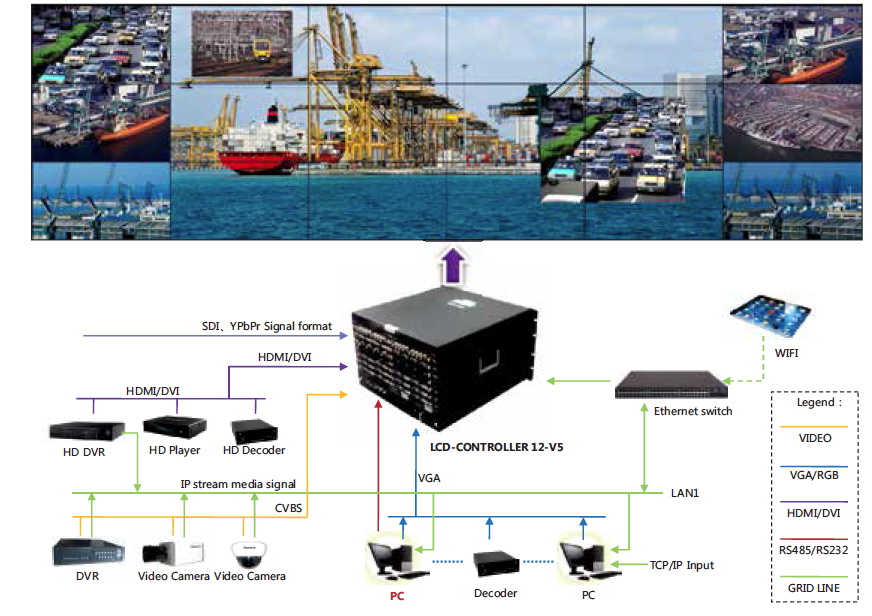 SDI、YPbPr Signal format
HDMI/DVI
WIFI
HDMI/DVI
Ethernet switch
Legend：
HD DVR
HD Player
HD Decoder
LCD-CONTROLLER 12-V5
VIDEO
IP stream media signal
VGA
VGA/RGB
LAN1
CVBS
HDMI/DVI
RS485/RS232
TCP/IP Input
DVR
Video Camera
Video Camera
PC
Decoder
PC
GRID LINE